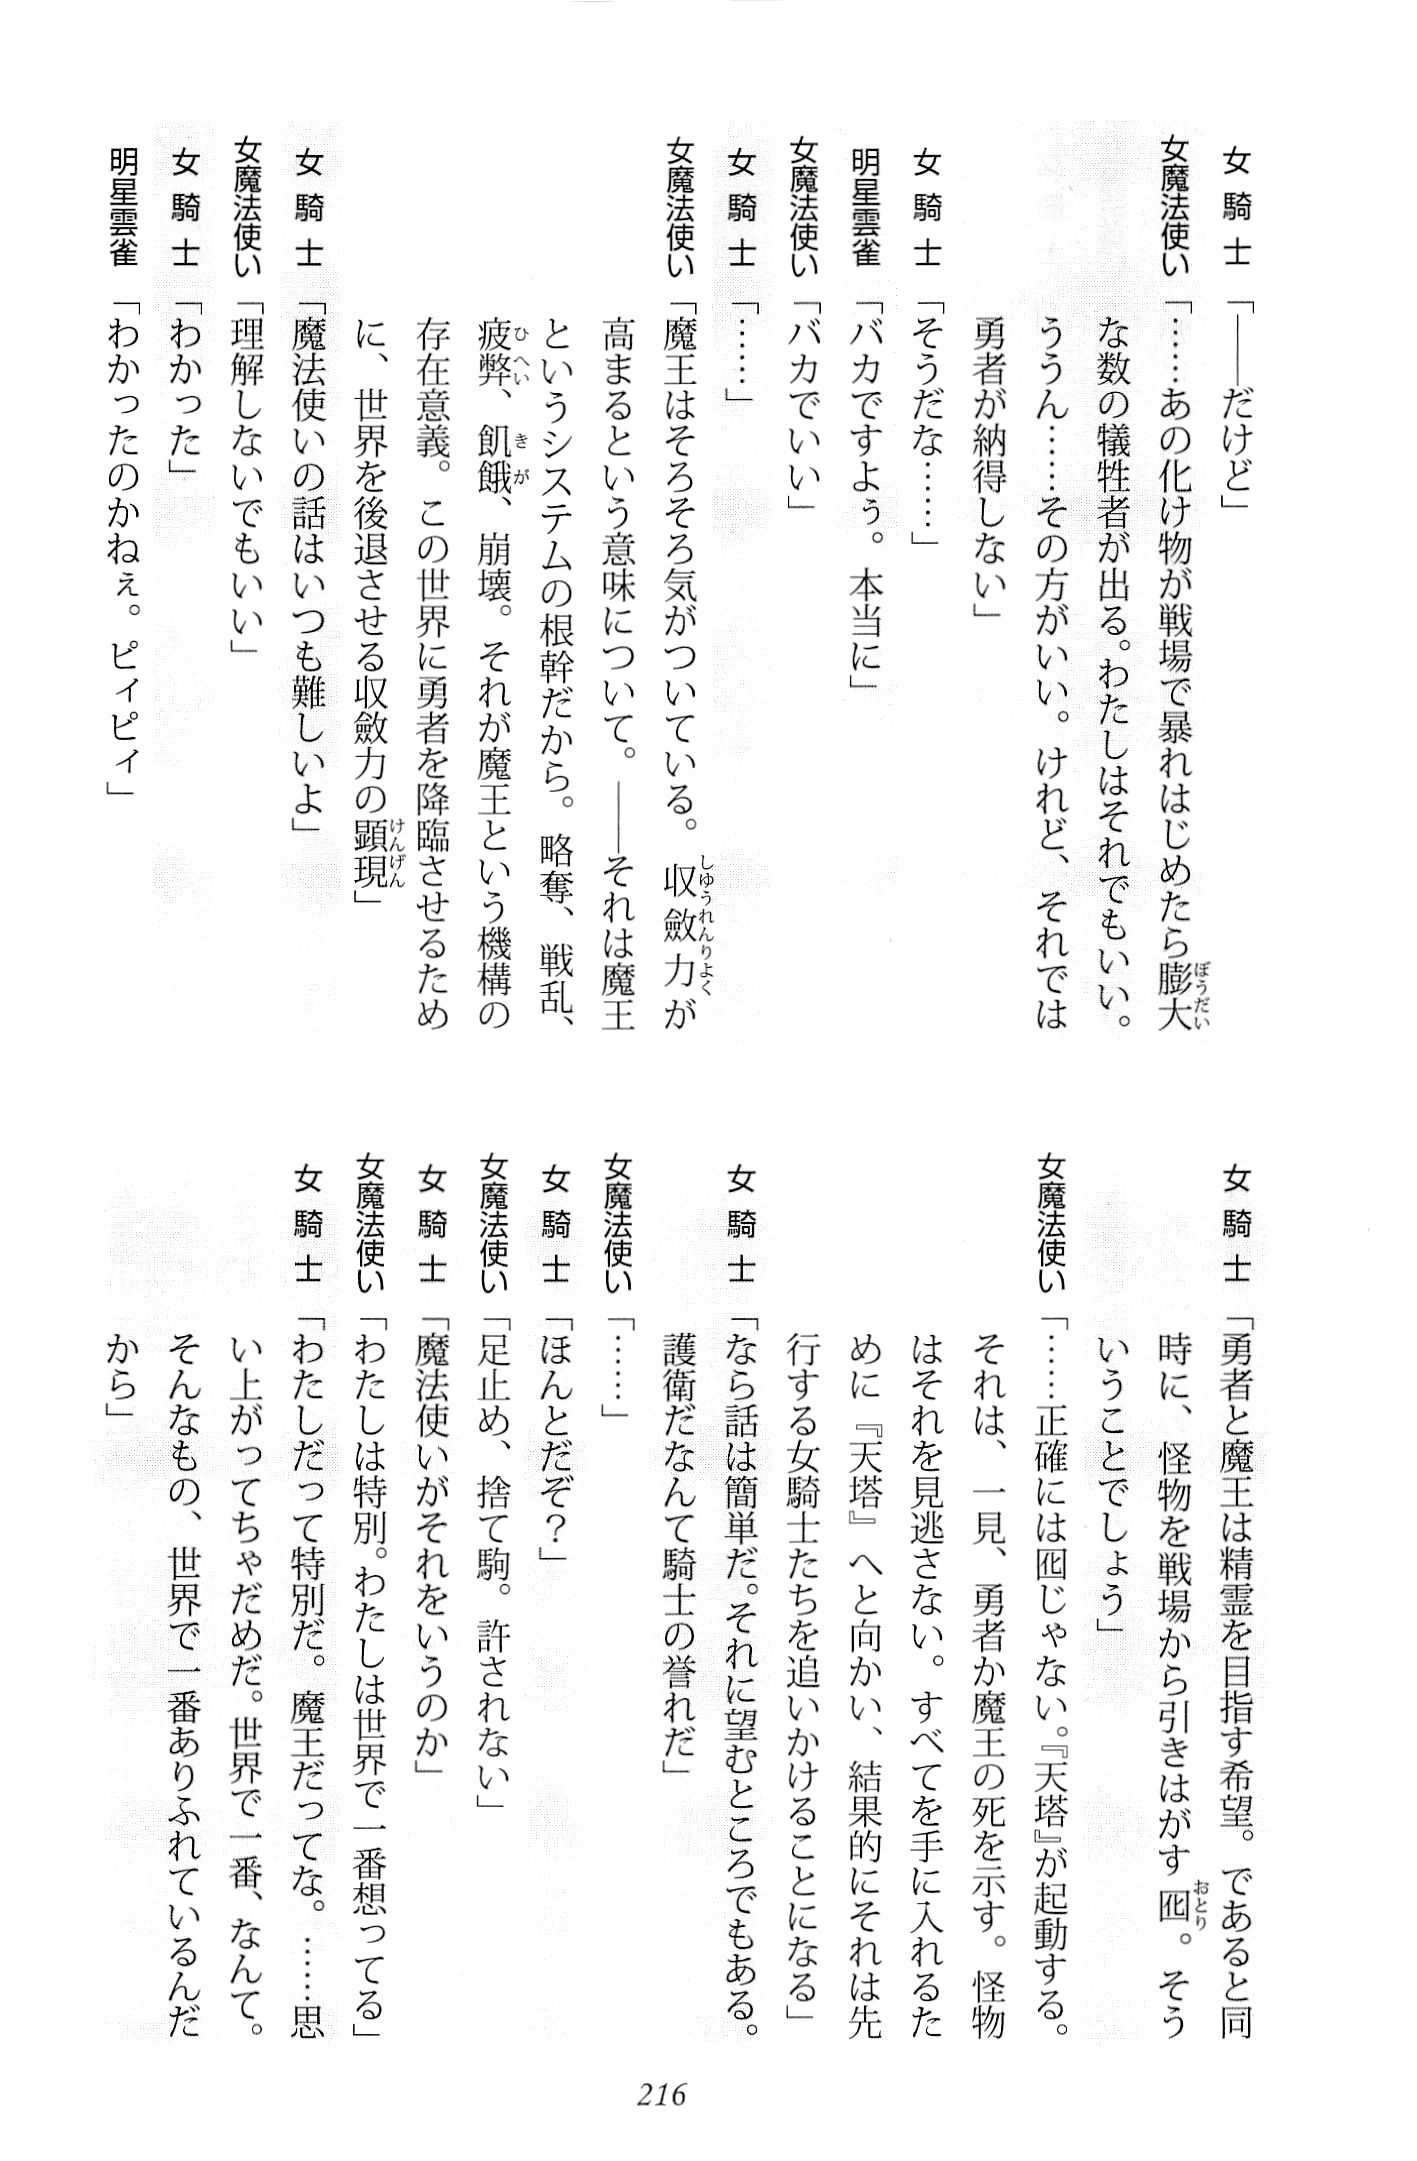 女騎士「――だけど」
女魔法使い「……あの化け物が戦場で暴れはじめたら膨大
な数の犠牲者が出る。わたしはそれでもいい。
ううん……その方がいい。けれど、それでは
勇者が納得しない」
女騎士「そうだな……」
明星雲雀「バカですよぅ。本当に」
女魔法使い「バカでいい」
女騎士「……」
女魔法使い「魔王はそろそろ気がついている。収斂力が
高まるという意味について。――それは魔王
というシステムの根幹だから。略奪、戦乱、
疲弊、飢餓、崩壊。それが魔王という機構の
存在意義。この世界に勇者を降臨させるため
に、世界を後退させる収斂力の顕現」
女騎士「魔法使いの話はいつも難しいよ」
女魔法使い「理解しないでもいい」
女騎士「わかった」
明星雲雀「わかったのかねぇ。ピィピィ」
女騎士「勇者と魔王は精霊を目指す希望。であると同
時に、怪物を戦場から引きはがす囮。そう
いうことでしょう」
女魔法使い「……正確には囮じゃない。『天塔』が起動する。
それは、一見、勇者か魔王の死を示す。怪物
はそれを見逃さない。すべてを手に入れるた
めに『天塔』へと向かい、結果的にそれは先
行する女騎士たちを追いかけることになる」
女騎士「なら話は簡単だ。それに望むところでもある。
護衛だなんて騎士の誉れだ」
女魔法使い「……」
女騎士「ほんとだぞ？」
女魔法使い「足止め、捨て駒。許されない」
女騎士「魔法使いがそれをいうのか」
女魔法使い「わたしは特別。わたしは世界で一番想ってる」
女騎士「わたしだって特別だ。魔王だってな。……思
い上がってちゃだめだ。世界で一番、なんて。
そんなもの、世界で一番ありふれているんだ
から」
216